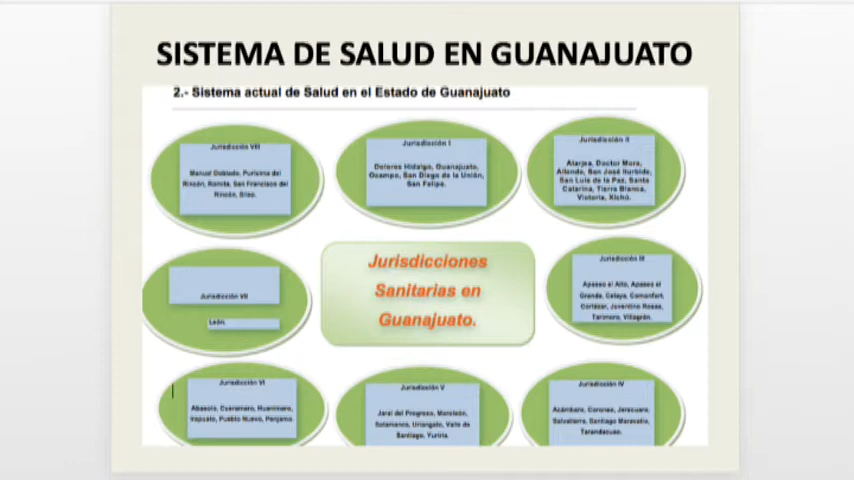 SISTEMA DE SALUD EN GUANAJUATO
2.- Sistema actual de Salud en el Estado de Guanajuato
Jurisdicción VIII
Manuel Doblado, Purísima del
Rincón, Romita, San Francisco del
Rincón, Silao.
Jurisdicción I
Dolores Hidalgo, Guanajuato,
Ocampo, San Diego de la Unión,
San Felipe.
Jurisdicción II
Atarjea, Doctor Mora,
Allende, San José Iturbide,
San Luis de la Paz, Santa
Catarina, Tierra Blanca,
Victoria, Xichú.
Jurisdicción VII
León.
Jurisdicciones
Sanitarias en
Guanajuato.
Jurisdicción III
Apaseo el Alto, Apaseo el
Grande, Celaya, Comonfort,
Cortázar, Juventino Rosas,
Tarimoro, Villagrán.
Jurisdicción VI
Abasolo, Cuerámaro, Huanímaro,
Irapuato, Pueblo Nuevo, Pénjamo
Jurisdicción V
Jaral del Progreso, Moroleón,
Salamanca, Uriangato, Valle de
Santiago, Yuriria.
Jurisdicción IV
Acámbaro, Coroneo, Jerécuaro,
Salvatierra, Santiago Maravatío,
Tarandacuao.